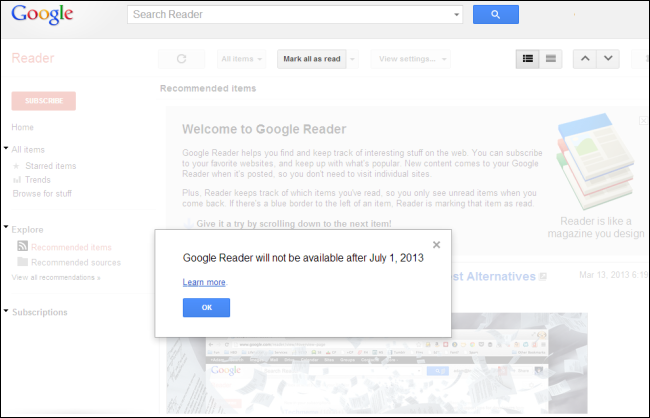 Google
Search Reader
Reader
All items
Mark all as read
View settings...
Recommended items
SUBSCRIBE
Home
All items
Starred items
Trends
Browse for stuff
Explore
Recommended items
Recommended sources
View all recommendations »
Subscriptions
Welcome to Google Reader
Google Reader helps you find and keep track of interesting stuff on the web. You can subscribe
to your favorite websites, and keep up with what's popular. New content comes to your Google
Reader when it's posted, so you don't need to visit individual sites.
Plus, Reader keeps track of which items you've read, so you only see unread items when you
come back. If there's a blue border to the left of an item, Reader is marking that item as read.
Give it a try by scrolling down to the next item!
Reader is like a
magazine you design
Google Reader will not be available after July 1, 2013
Learn more.
OK
st Alternatives
Mar 13, 2013 6:19
Google